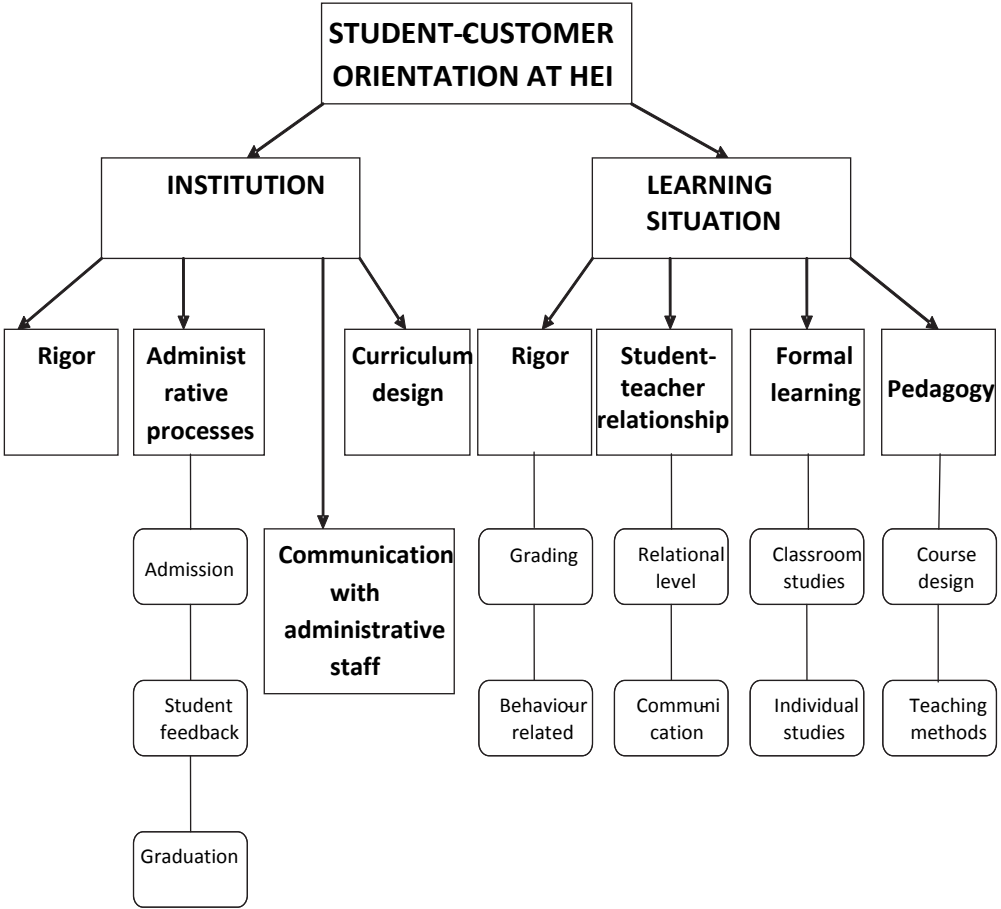 STUDENT-CUSTOMER
ORIENTATION AT HEI
INSTITUTION
LEARNING
SITUATION
Rigor
Administ
rative
processes
Curriculum
design
Rigor
Student-
teacher
relationship
Formal
learning
Pedagogy
Admission
Communication
with
administrative
staff
Grading
Relational
level
Classroom
studies
Course
design
Student
feedback
Behaviour-
related
Communi-
cation
Individual
studies
Teaching
methods
Graduation